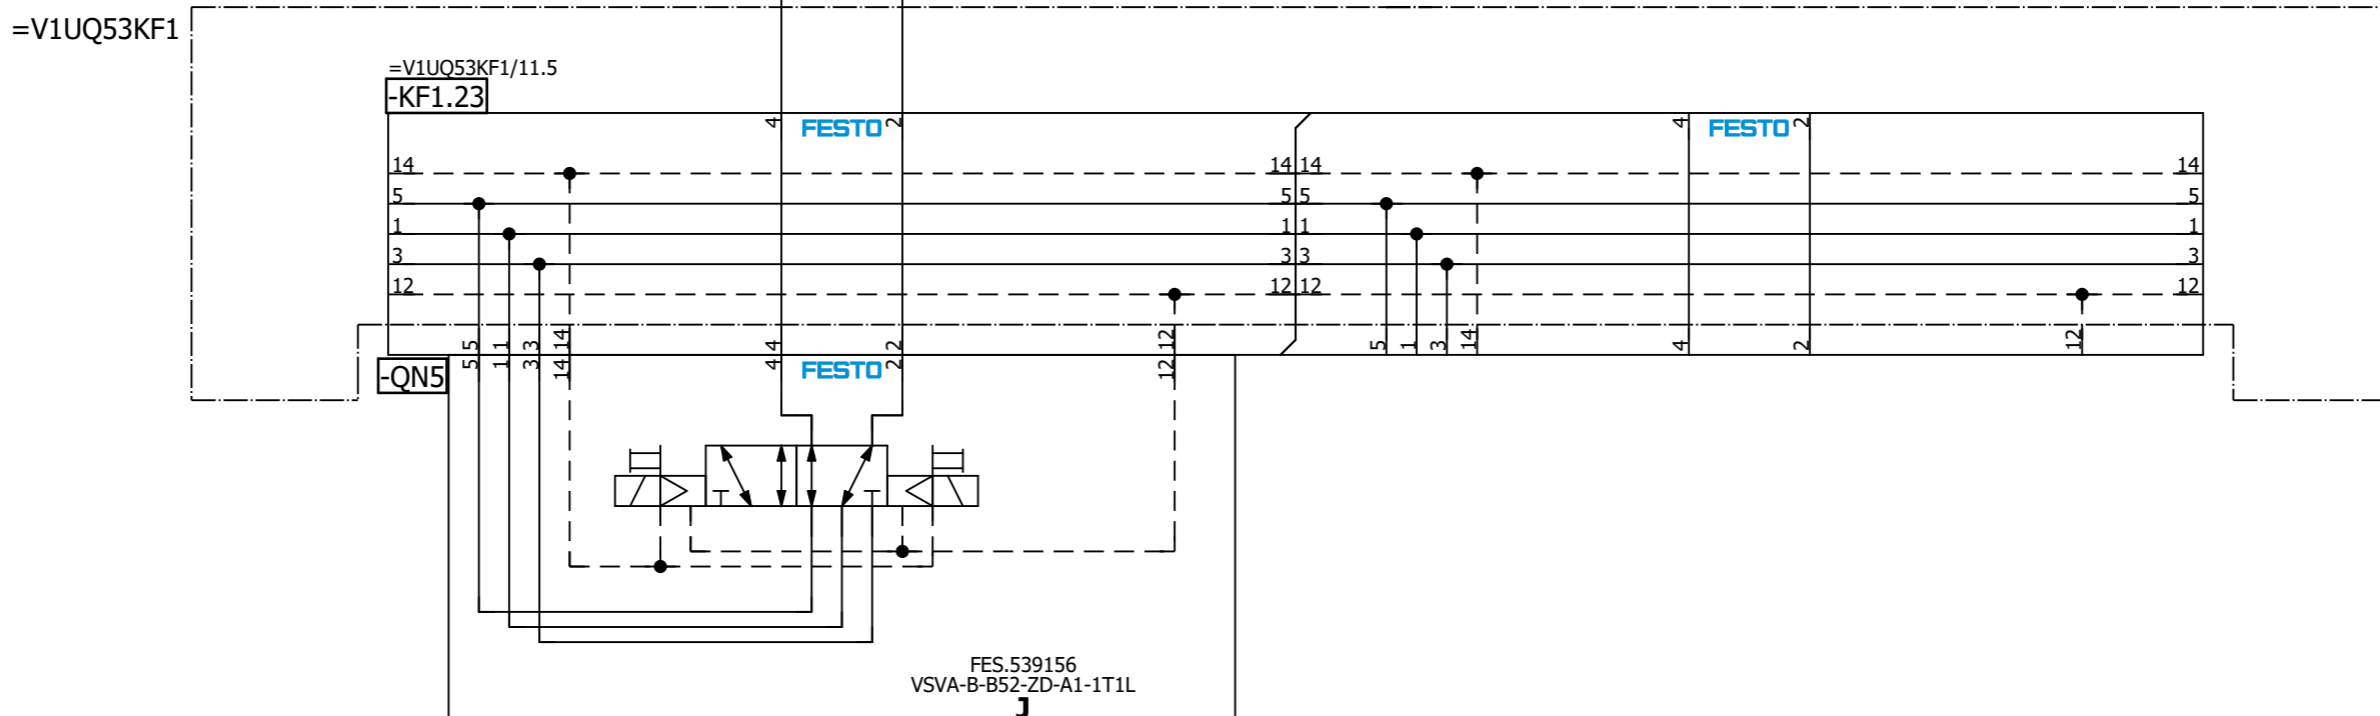 =V1UQ53KF1
=V1UQ53KF1/11.5
-KF1.23
4 FESTO 2 4 FESTO 2
14 14 14 14
5 5 5 5
1 1 1 1
3 3 3 3
12 12 12 12
5 1 3 14 4 2 12 5 1 3 14 4 2 12
-QN5
5 1 3 14 4 FESTO 2 12
FES.539156
VSVA-B-B52-ZD-A1-1T1L
J